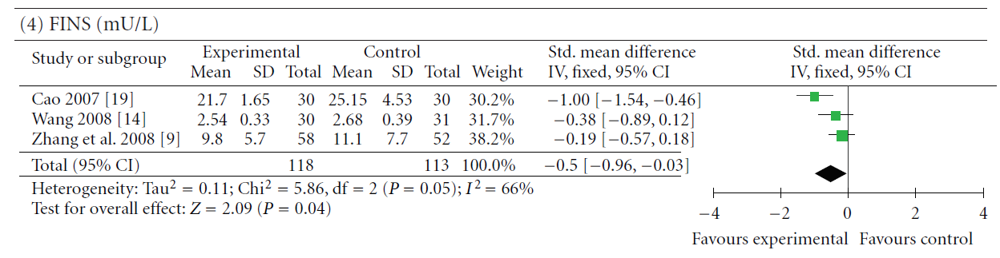 (4) FINS (mU/L)
Study or subgroup Experimental Control Std. mean difference Std. mean difference
Mean SD Total Mean SD Total Weight IV, fixed, 95% CI IV, fixed, 95% CI
Cao 2007 [19] 21.7 1.65 30 25.15 4.53 30 30.2% −1.00 [−1.54, −0.46]
Wang 2008 [14] 2.54 0.33 30 2.68 0.39 31 31.7% −0.38 [−0.89, 0.12]
Zhang et al. 2008 [9] 9.8 5.7 58 11.1 7.7 52 38.2% −0.19 [−0.57, 0.18]
Total (95% CI) 118 113 100.0% −0.5 [−0.96, −0.03]
Heterogeneity: Tau² = 0.11; Chi² = 5.86, df = 2 (P = 0.05); I² = 66%
Test for overall effect: Z = 2.09 (P = 0.04)
−4 −2 0 2 4
Favours experimental Favours control